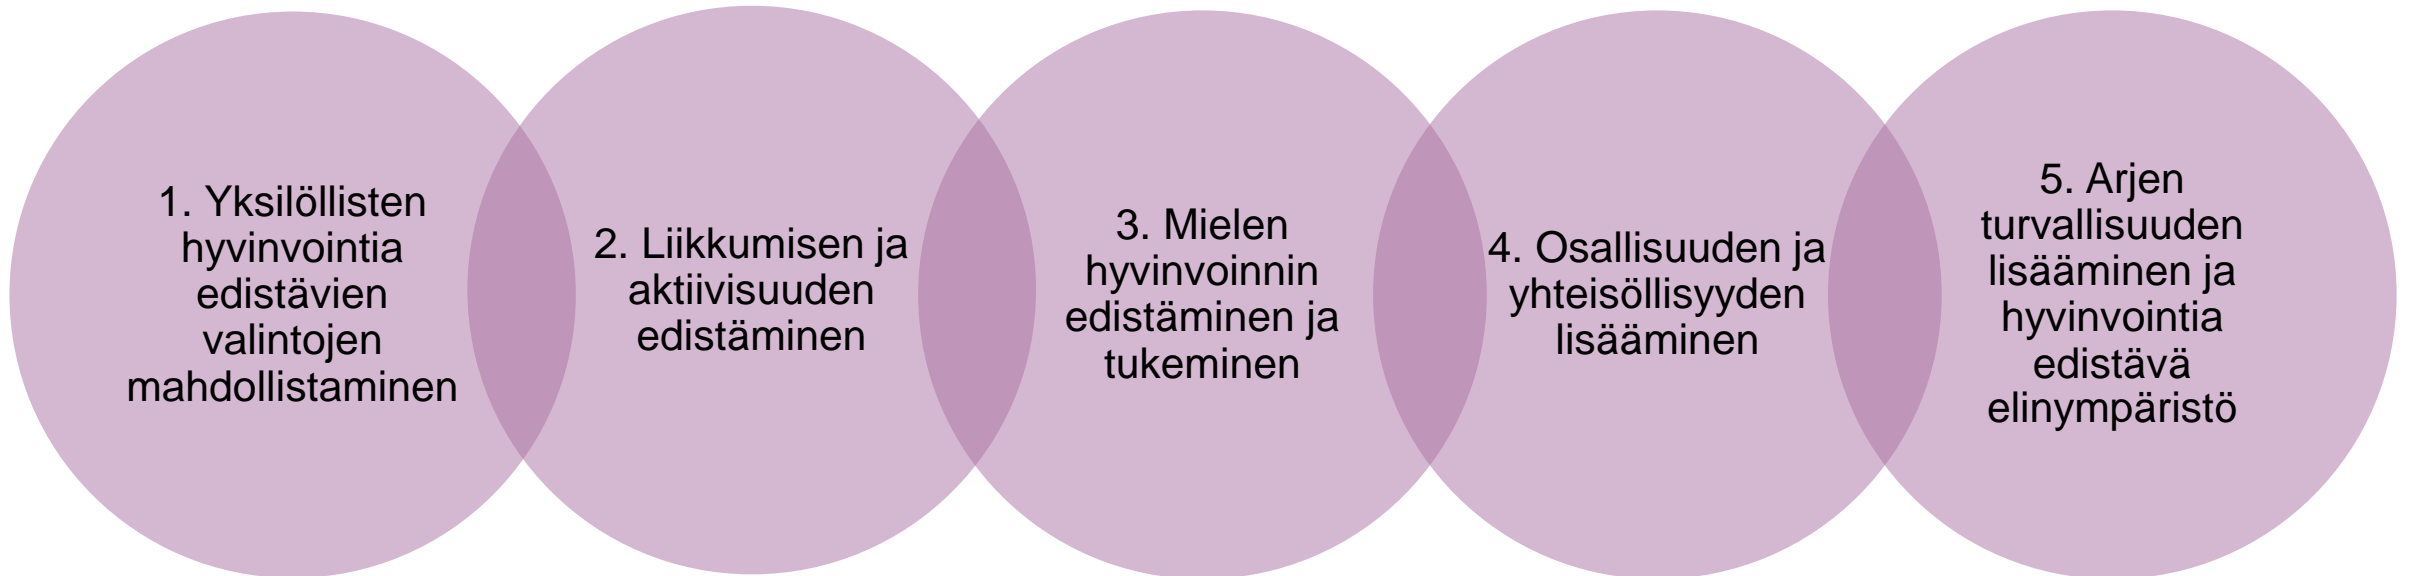 1. Yksilöllisten
hyvinvointia
edistävien
valintojen
mahdollistaminen
2. Liikkumisen ja
aktiivisuuden
edistäminen
3. Mielen
hyvinvoinnin
edistäminen ja
tukeminen
4. Osallisuuden ja
yhteisöllisyyden
lisääminen
5. Arjen
turvallisuuden
lisääminen ja
hyvinvointia
edistävä
elinympäristö